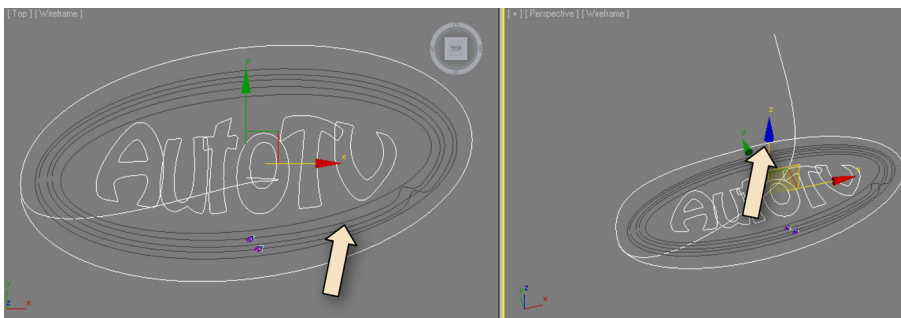 [ Top ] [ Wireframe ]
TOP
y
x
AutoTv
y
z x
[ + ] [ Perspective ] [ Wireframe ]
z
y
AutoTv
z
y
x